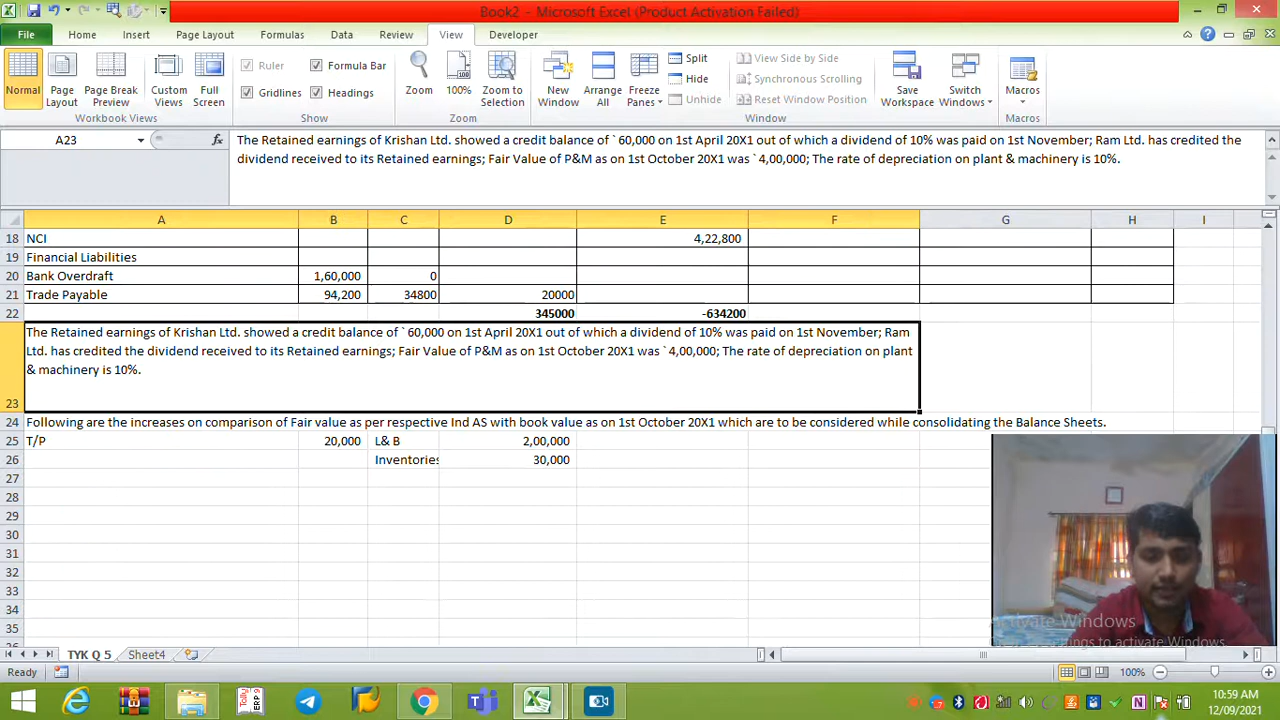 Book2 - Microsoft Excel (Product Activation Failed)
File Home Insert Page Layout Formulas Data Review View Developer
Normal Page Layout Page Break Preview Custom Views Full Screen
Workbook Views
Ruler Formula Bar
Gridlines Headings
Show
Zoom 100% Zoom to Selection
Zoom
New Window Arrange All Freeze Panes
Split
Hide
Unhide
View Side by Side
Synchronous Scrolling
Reset Window Position
Window
Save Workspace Switch Windows
Macros
Macros
A23 fx The Retained earnings of Krishan Ltd. showed a credit balance of `60,000 on 1st April 20X1 out of which a dividend of 10% was paid on 1st November; Ram Ltd. has credited the
dividend received to its Retained earnings; Fair Value of P&M as on 1st October 20X1 was `4,00,000; The rate of depreciation on plant & machinery is 10%.
A B C D E F G H I
18 NCI 4,22,800
19 Financial Liabilities
20 Bank Overdraft 1,60,000 0
21 Trade Payable 94,200 34800 20000
22 345000 -634200
The Retained earnings of Krishan Ltd. showed a credit balance of `60,000 on 1st April 20X1 out of which a dividend of 10% was paid on 1st November; Ram
Ltd. has credited the dividend received to its Retained earnings; Fair Value of P&M as on 1st October 20X1 was `4,00,000; The rate of depreciation on plant
& machinery is 10%.
23
24 Following are the increases on comparison of Fair value as per respective Ind AS with book value as on 1st October 20X1 which are to be considered while consolidating the Balance Sheets.
25 T/P 20,000 L& B 2,00,000
26 Inventories 30,000
27
28
29
30
31
32
33
34
35
Activate Windows
TYK Q 5 Sheet4
Ready 100%
10:59 AM
12/09/2021